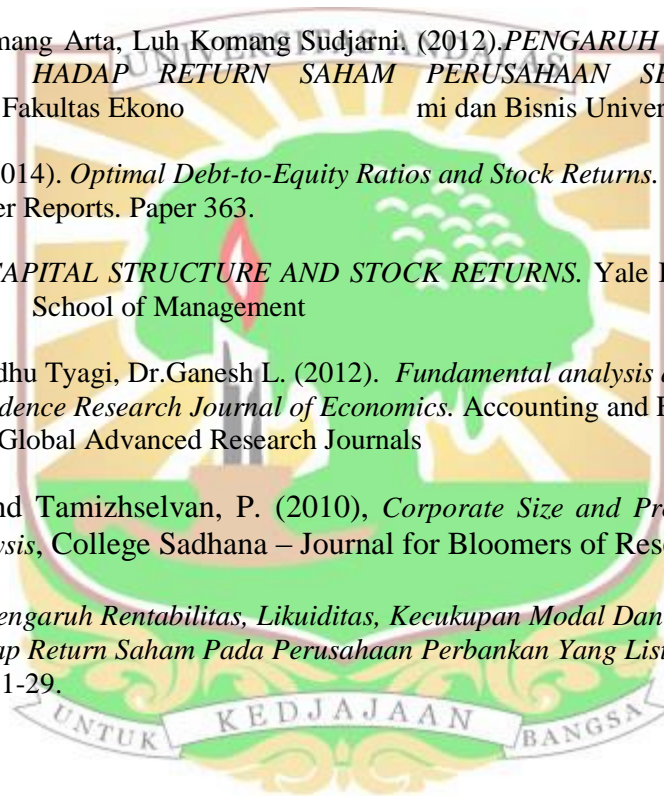 mang Arta, Luh Komang Sudjarni. (2012).PENGARUH
UNIVERSITAS ANDALAS
HADAP RETURN SAHAM PERUSAHAAN SE
Fakultas Ekono mi dan Bisnis Univer
014). Optimal Debt-to-Equity Ratios and Stock Returns.
er Reports. Paper 363.
CAPITAL STRUCTURE AND STOCK RETURNS. Yale
School of Management
dhu Tyagi, Dr.Ganesh L. (2012). Fundamental analysis
dence Research Journal of Economics. Accounting and
Global Advanced Research Journals
nd Tamizhselvan, P. (2010), Corporate Size and Pro
ysis, College Sadhana – Journal for Bloomers of Rese
engaruh Rentabilitas, Likuiditas, Kecukupan Modal Dan
ap Return Saham Pada Perusahaan Perbankan Yang List
1-29.
UNTUK KEDJAJAAN BANGSA